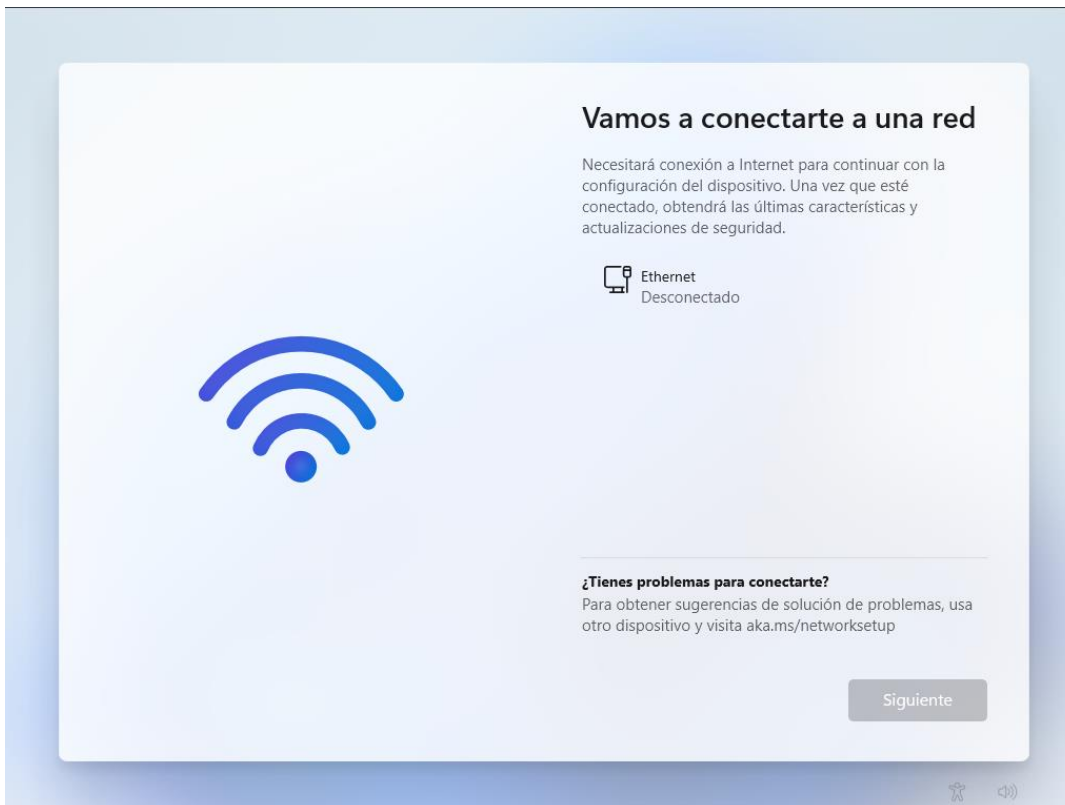 Vamos a conectarte a una red
Necesitará conexión a Internet para continuar con la
configuración del dispositivo. Una vez que esté
conectado, obtendrá las últimas características y
actualizaciones de seguridad.
Ethernet
Desconectado
¿Tienes problemas para conectarte?
Para obtener sugerencias de solución de problemas, usa
otro dispositivo y visita aka.ms/networksetup
Siguiente